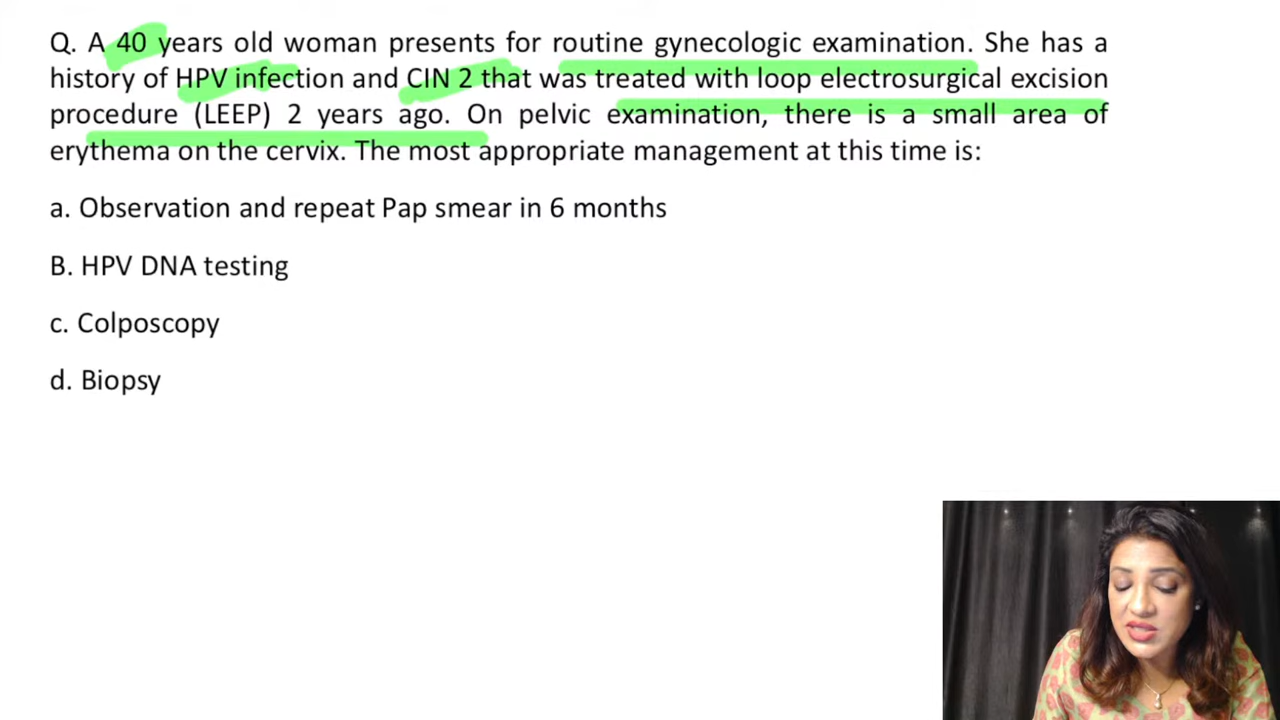 Q. A 40 years old woman presents for routine gynecologic examination. She has a
history of HPV infection and CIN 2 that was treated with loop electrosurgical excision
procedure (LEEP) 2 years ago. On pelvic examination, there is a small area of
erythema on the cervix. The most appropriate management at this time is:
a. Observation and repeat Pap smear in 6 months
B. HPV DNA testing
c. Colposcopy
d. Biopsy